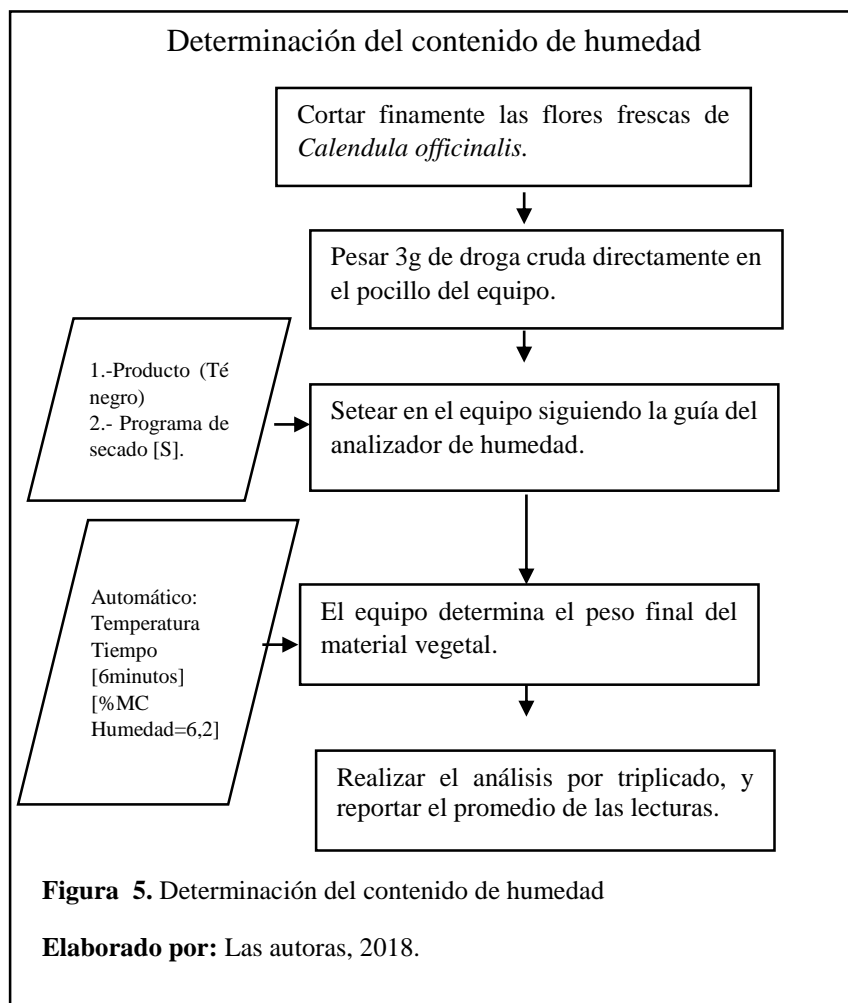 Determinación del contenido de humedad
Cortar finamente las flores frescas de
Calendula officinalis.
Pesar 3g de droga cruda directamente en
el pocillo del equipo.
1.-Producto (Té
negro)
2.- Programa de
secado [S].
Setear en el equipo siguiendo la guía del
analizador de humedad.
Automático:
Temperatura
Tiempo
[6minutos]
[%MC
Humedad=6,2]
El equipo determina el peso final del
material vegetal.
Realizar el análisis por triplicado, y
reportar el promedio de las lecturas.
Figura 5. Determinación del contenido de humedad
Elaborado por: Las autoras, 2018.